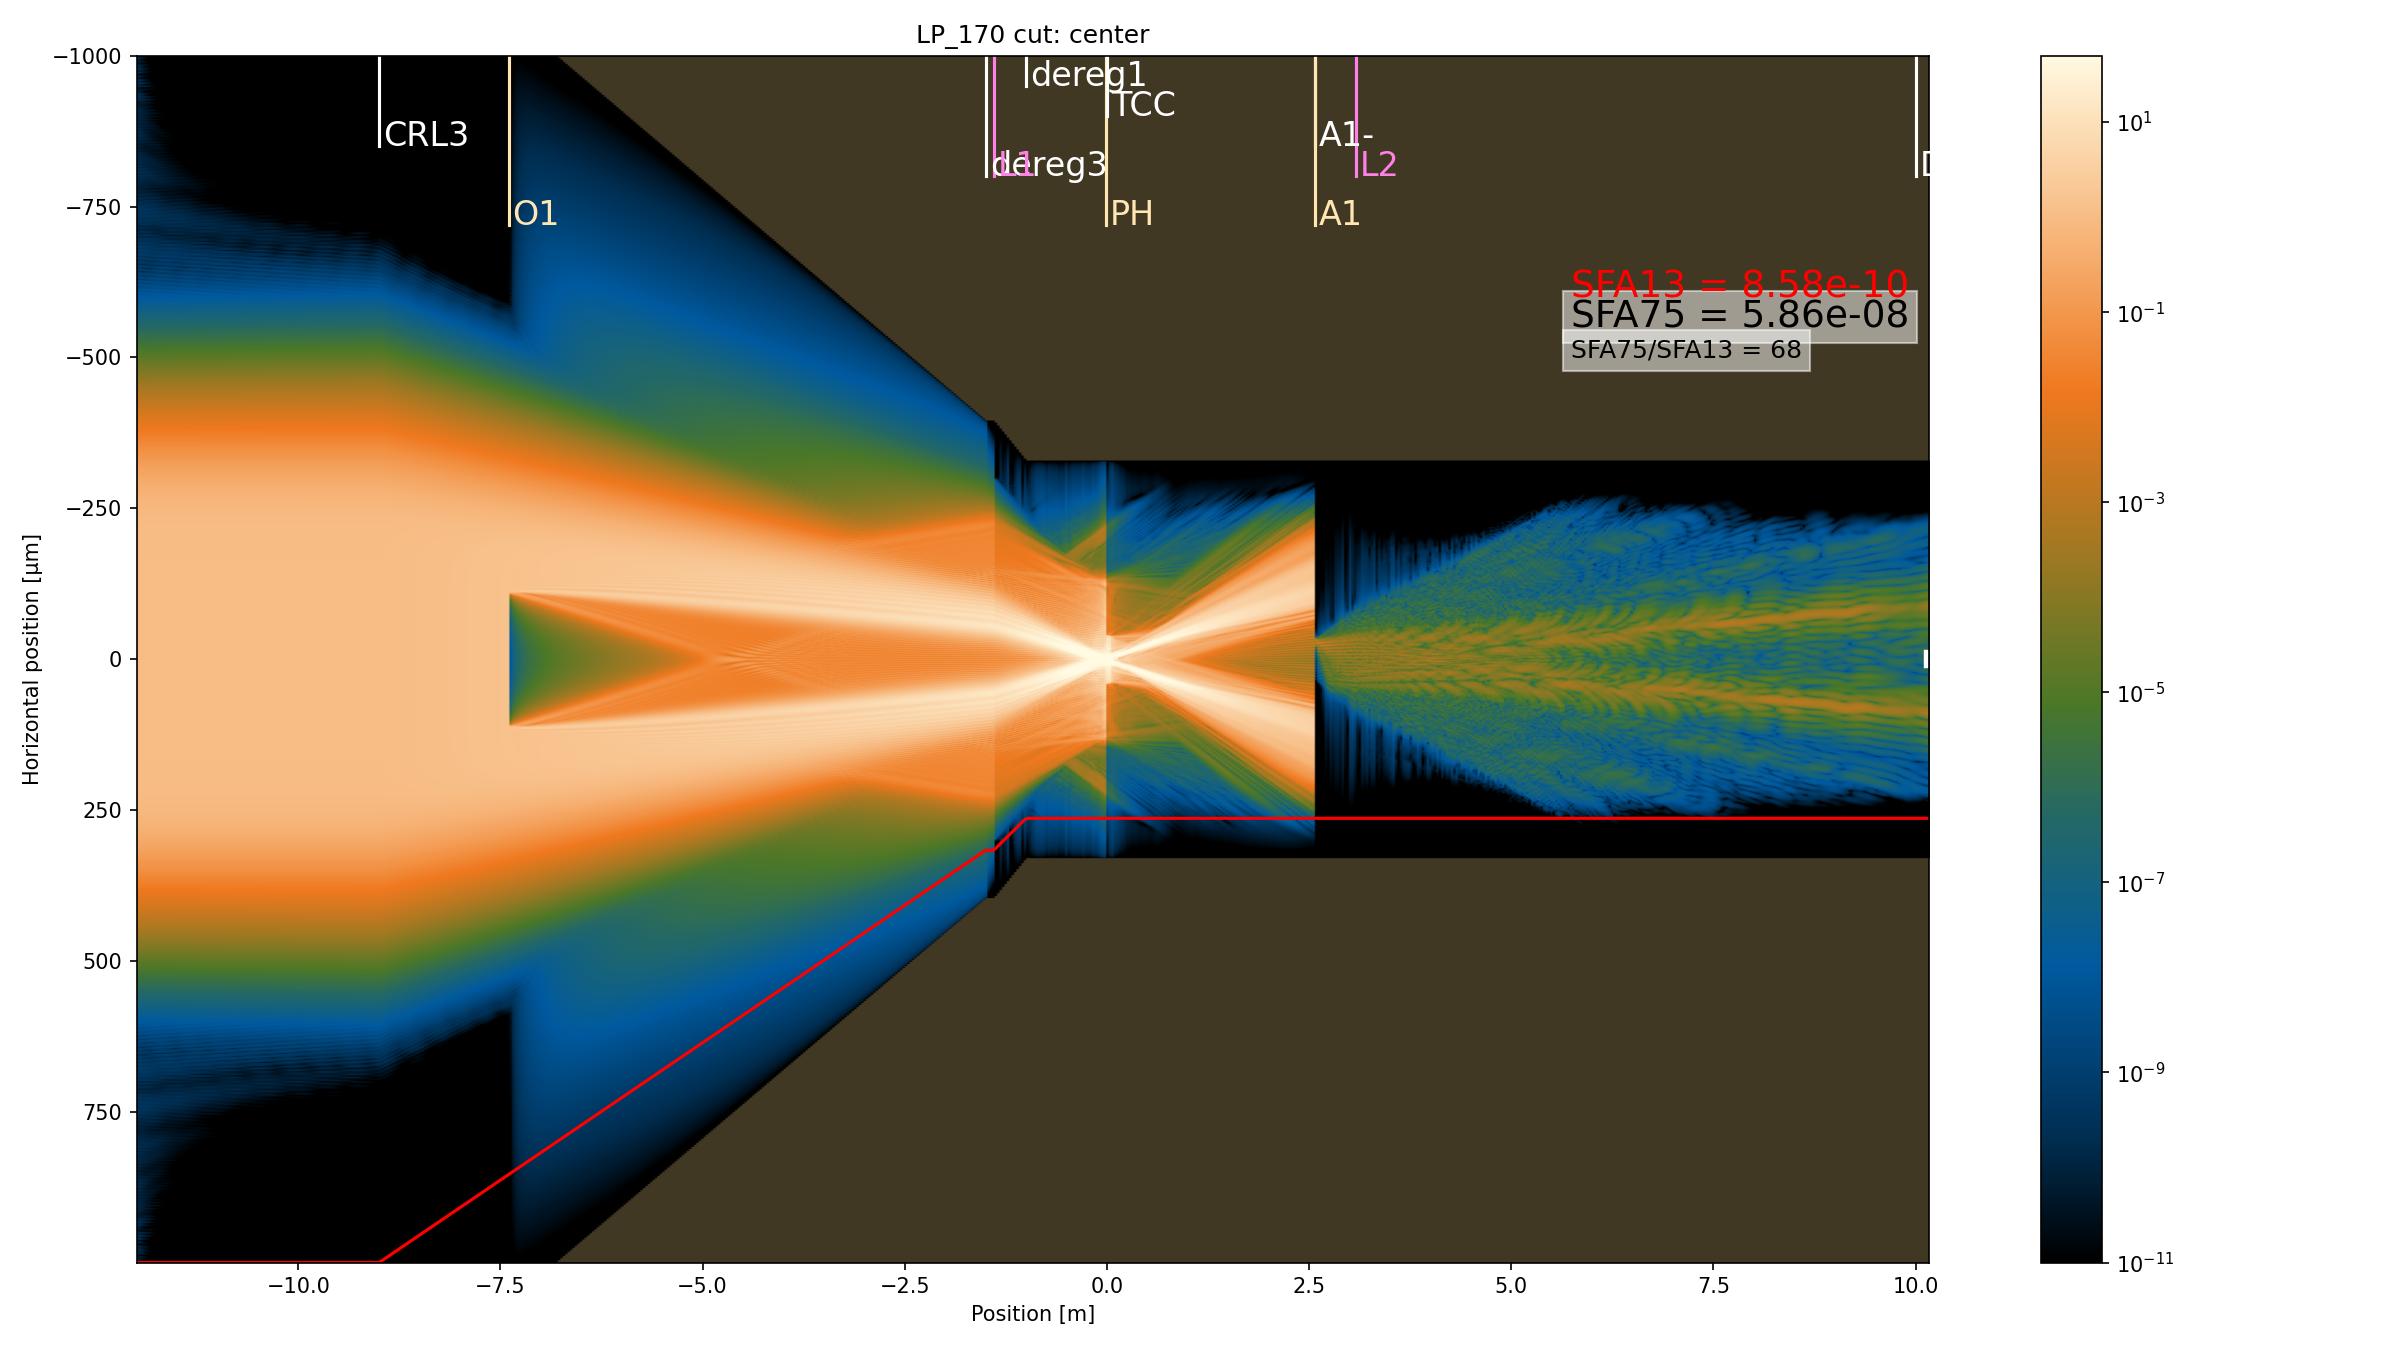 LP_170 cut: center
−1000
−750
−500
−250
0
250
500
750
Horizontal position [µm]
CRL3
O1
dereg1
TCC
dereg3
L1
PH
A1-
L2
A1
D
SFA13 = 8.58e-10
SFA75 = 5.86e-08
SFA75/SFA13 = 68
−10.0 −7.5 −5.0 −2.5 0.0 2.5 5.0 7.5 10.0
Position [m]
10¹
10⁻¹
10⁻³
10⁻⁵
10⁻⁷
10⁻⁹
10⁻¹¹